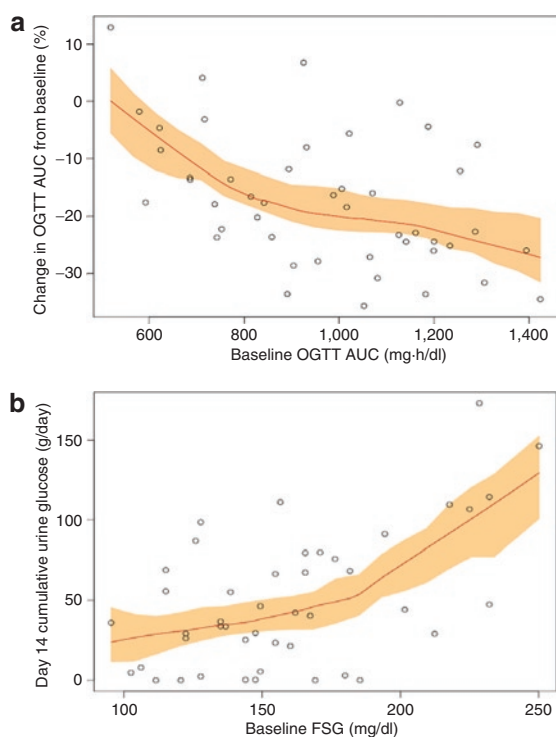 a
Change in OGTT AUC from baseline (%)
10
0
−10
−20
−30
600 800 1,000 1,200 1,400
Baseline OGTT AUC (mg·h/dl)
b
Day 14 cumulative urine glucose (g/day)
150
100
50
0
100 150 200 250
Baseline FSG (mg/dl)